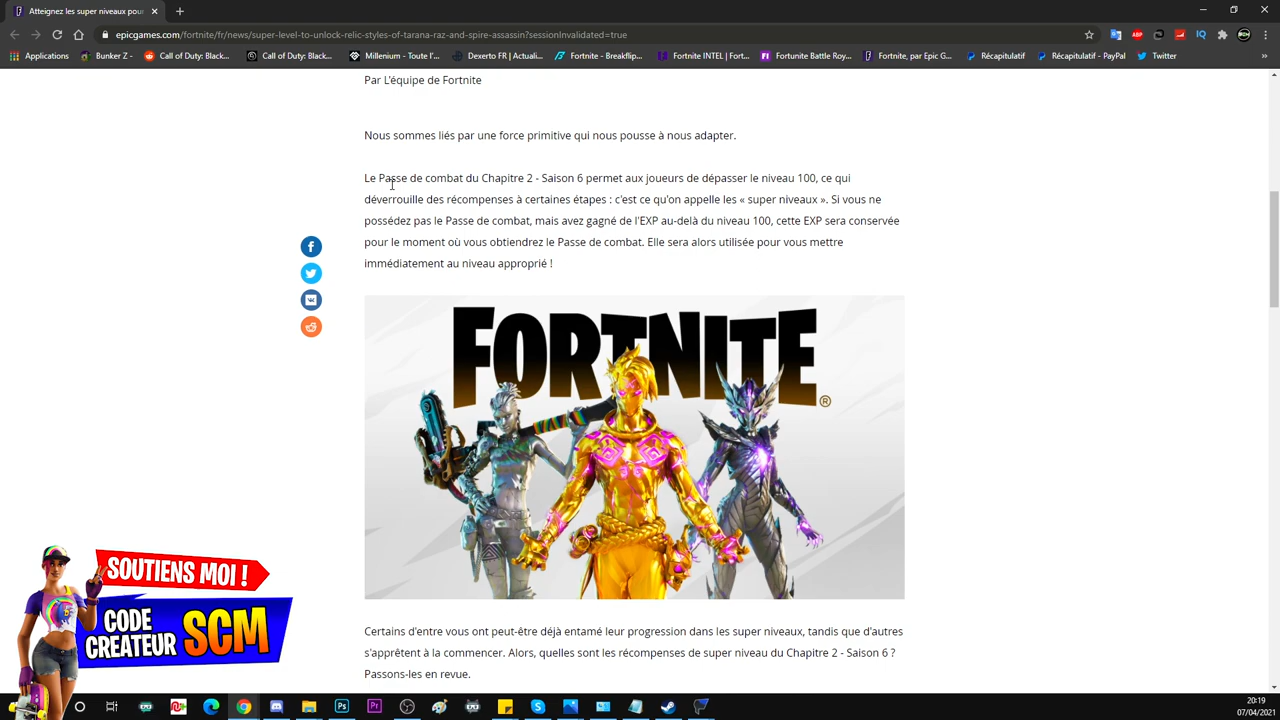 Atteignez les super niveaux pour
epicgames.com/fortnite/fr/news/super-level-to-unlock-relic-styles-of-tarana-raz-and-spire-assassin?sessionInvalidated=true
Applications Bunker Z - Call of Duty: Black... Call of Duty: Black... Millenium - Toute l'... Dexerto FR | Actuali... Fortnite - Breakflip... Fortnite INTEL | Fort... Fortunite Battle Roy... Fortnite, par Epic G... Récapitulatif Récapitulatif - PayPal Twitter
Par L'équipe de Fortnite
Nous sommes liés par une force primitive qui nous pousse à nous adapter.
Le Passe de combat du Chapitre 2 - Saison 6 permet aux joueurs de dépasser le niveau 100, ce qui
déverrouille des récompenses à certaines étapes : c'est ce qu'on appelle les « super niveaux ». Si vous ne
possédez pas le Passe de combat, mais avez gagné de l'EXP au-delà du niveau 100, cette EXP sera conservée
pour le moment où vous obtiendrez le Passe de combat. Elle sera alors utilisée pour vous mettre
immédiatement au niveau approprié !
FORTNITE
®
Certains d'entre vous ont peut-être déjà entamé leur progression dans les super niveaux, tandis que d'autres
s'apprêtent à la commencer. Alors, quelles sont les récompenses de super niveau du Chapitre 2 - Saison 6 ?
Passons-les en revue.
SOUTIENS MOI !
CODE
CRÉATEUR SCM
20:19
07/04/2021